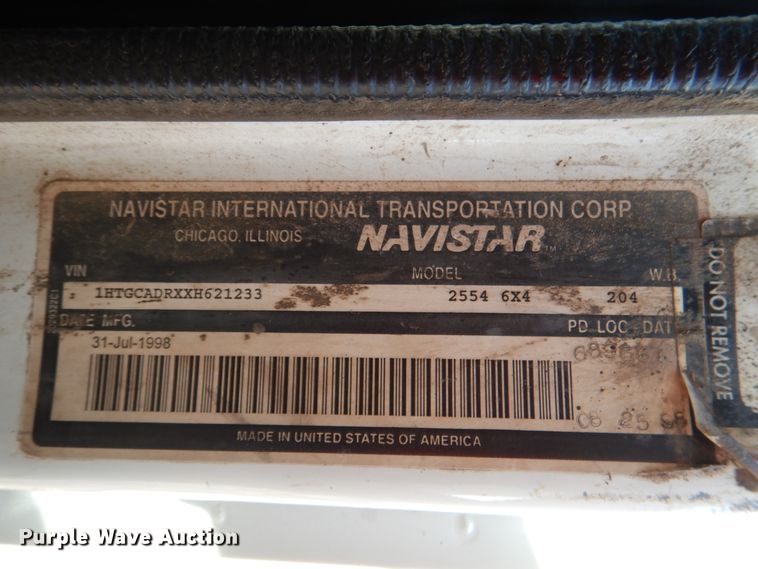 NAVISTAR INTERNATIONAL TRANSPORTATION CORP.
CHICAGO, ILLINOIS NAVISTAR
VIN MODEL W.B.
1HTGCADRXXH621233 2554 6X4 204
DATE MFG. PD LOC DAT
31-Jul-1998
MADE IN UNITED STATES OF AMERICA
DO NOT REMOVE
Purple Wave Auction